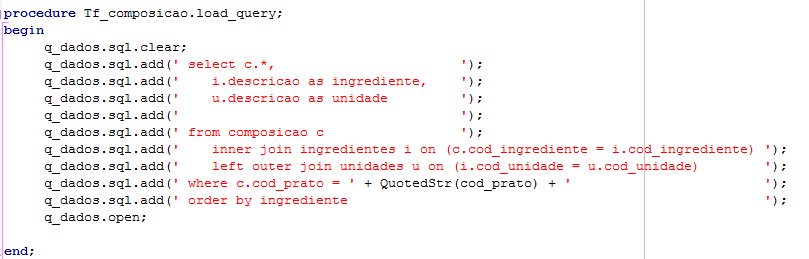 procedure Tf_composicao.load_query;
begin
     q_dados.sql.clear;
     q_dados.sql.add(' select c.*,                       ');
     q_dados.sql.add('    i.descricao as ingrediente,    ');
     q_dados.sql.add('    u.descricao as unidade         ');
     q_dados.sql.add('                                   ');
     q_dados.sql.add(' from composicao c                 ');
     q_dados.sql.add('    inner join ingredientes i on (c.cod_ingrediente = i.cod_ingrediente) ');
     q_dados.sql.add('    left outer join unidades u on (i.cod_unidade = u.cod_unidade)        ');
     q_dados.sql.add(' where c.cod_prato = ' + QuotedStr(cod_prato) + '                        ');
     q_dados.sql.add(' order by ingrediente                                                    ');
     q_dados.open;
end;